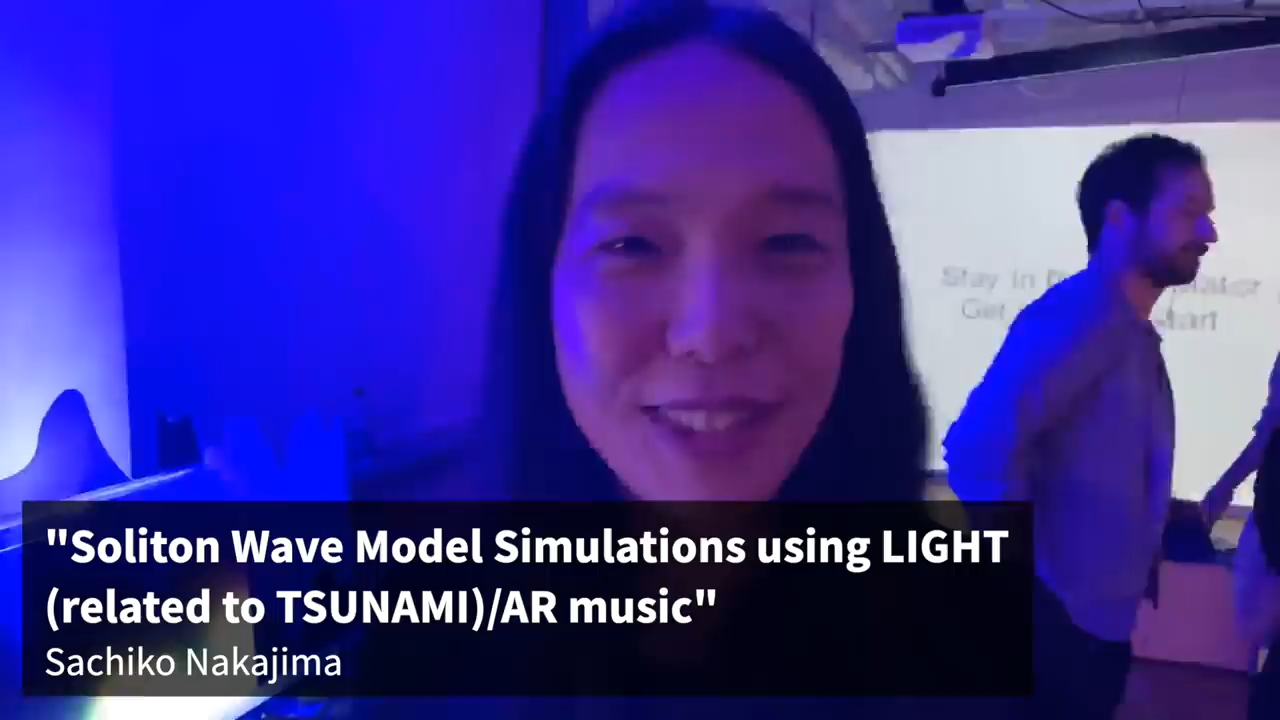 Stay in
Get
"Soliton Wave Model Simulations using LIGHT
(related to TSUNAMI)/AR music"
Sachiko Nakajima